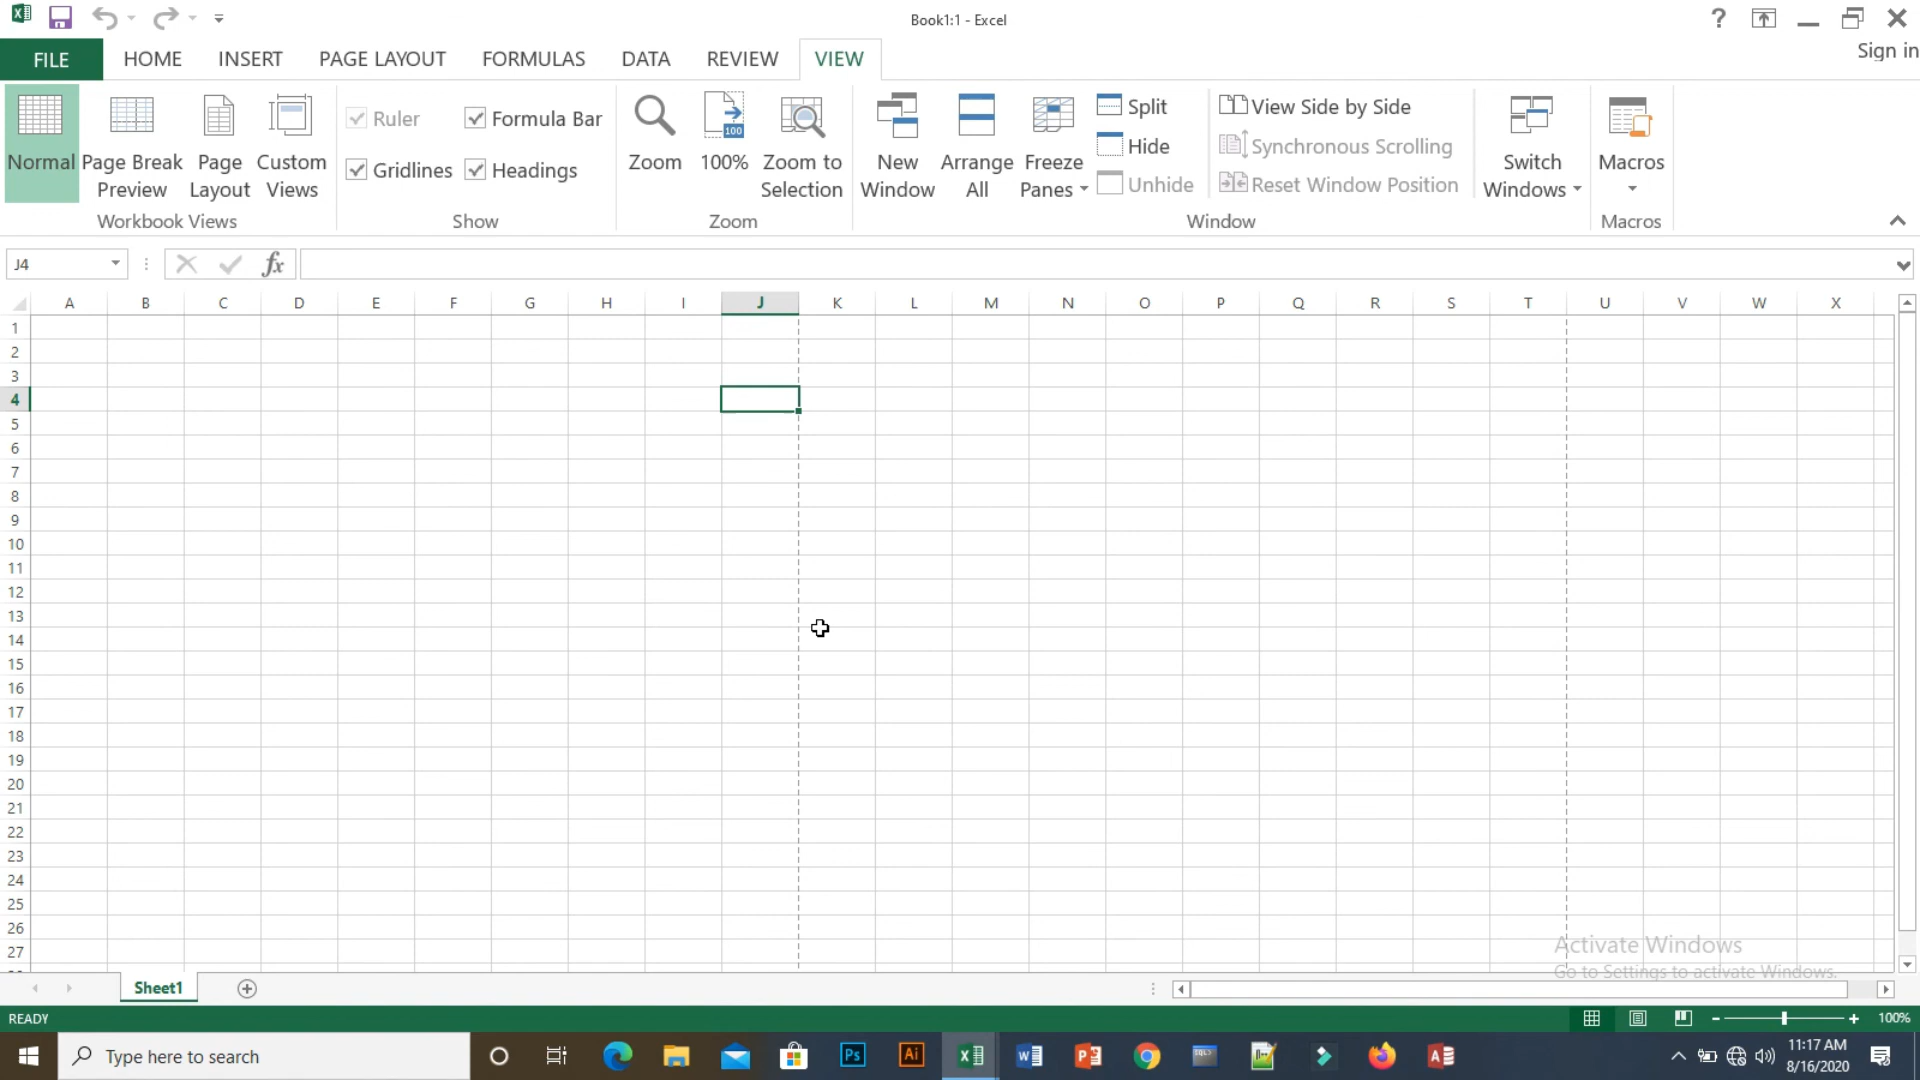 Book1:1 - Excel
?
Sign in
FILE HOME INSERT PAGE LAYOUT FORMULAS DATA REVIEW VIEW
Normal
Page Break
Preview
Page
Layout
Custom
Views
Workbook Views
Ruler
Formula Bar
Gridlines
Headings
Show
Zoom
100
100%
Zoom to
Selection
Zoom
New
Window
Arrange
All
Freeze
Panes
Split
Hide
Unhide
View Side by Side
Synchronous Scrolling
Reset Window Position
Window
Switch
Windows
Macros
Macros
J4
fx
A B C D E F G H I J K L M N O P Q R S T U V W X
1
2
3
4
5
6
7
8
9
10
11
12
13
14
15
16
17
18
19
20
21
22
23
24
25
26
27
Activate Windows
Go to Settings to activate Windows.
Sheet1
READY
100%
Type here to search
Ps
Ai
11:17 AM
8/16/2020